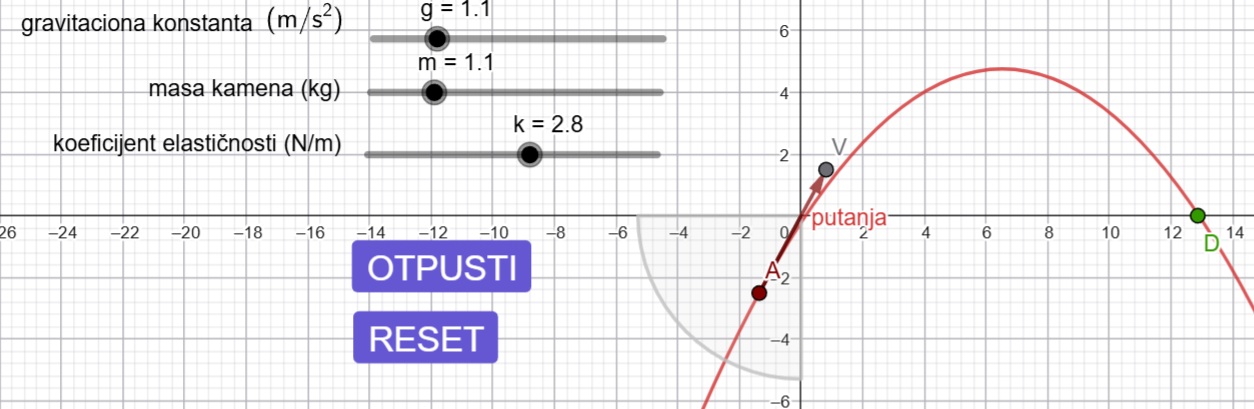 gravitaciona konstanta (m/s²)
g = 1.1
masa kamena (kg)
m = 1.1
koeficijent elastičnosti (N/m)
k = 2.8
OTPUSTI
RESET
6
4
2
–2
–4
–6
26 –24 –22 –20 –18 –16 –14 –12 –10 –8 –6 –4 –2 0 2 4 6 8 10 12 14
V
putanja
A
D